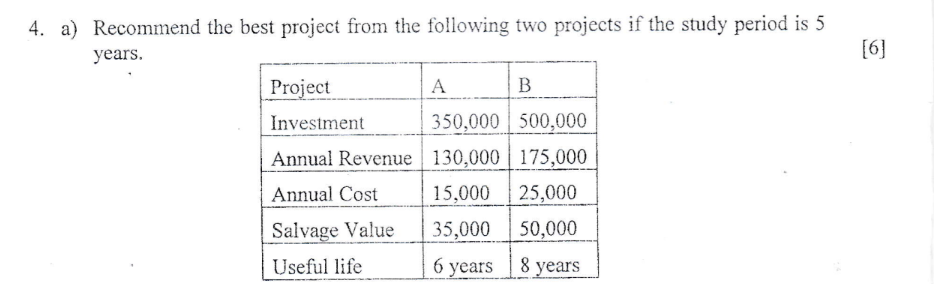 4. a) Recommend the best project from the following two projects if the study period is 5
years. [6]
Project A B
Investment 350,000 500,000
Annual Revenue 130,000 175,000
Annual Cost 15,000 25,000
Salvage Value 35,000 50,000
Useful life 6 years 8 years